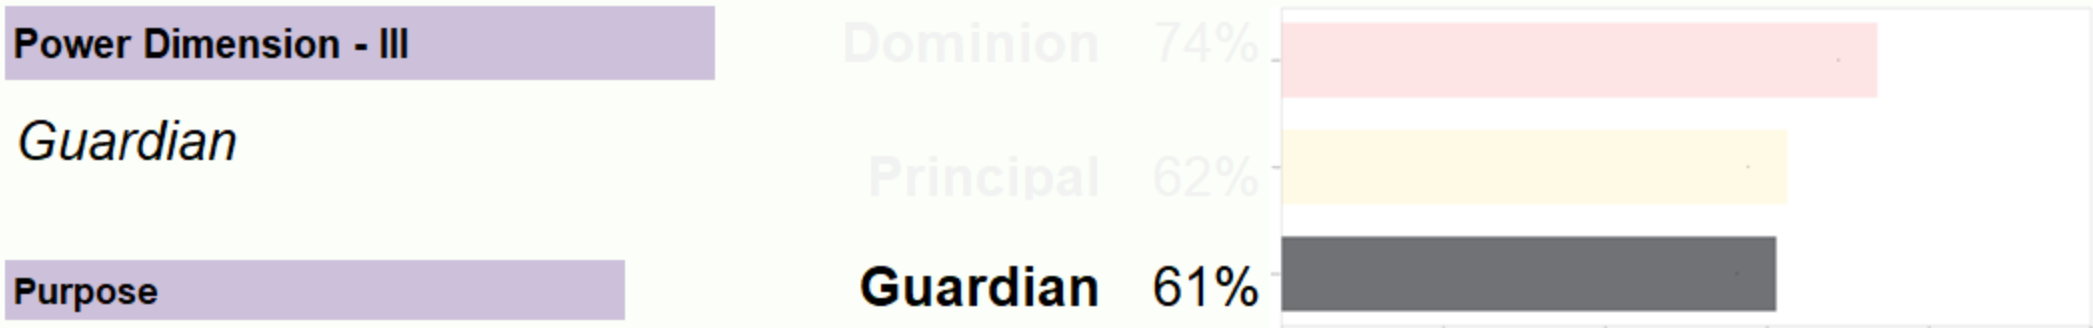 Power Dimension - III
Dominion 74%
Guardian
Principal 62%
Purpose
Guardian 61%